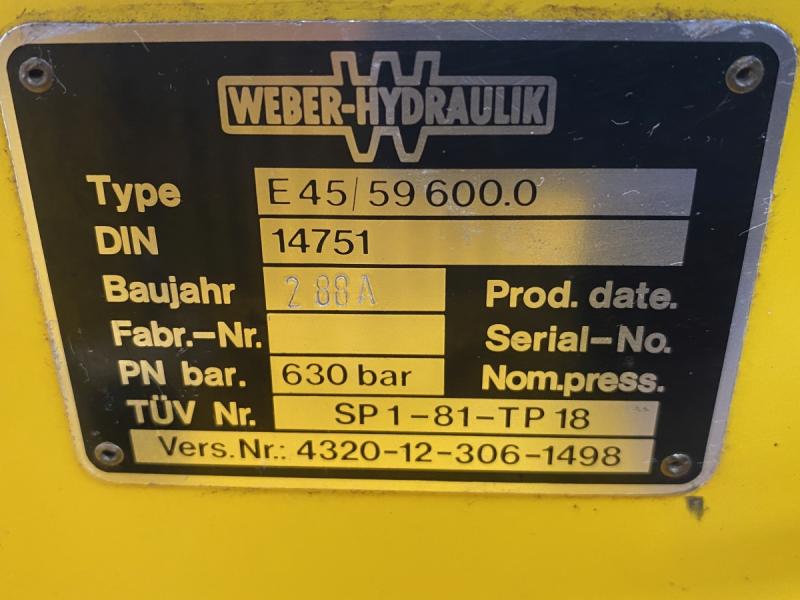 WEBER-HYDRAULIK
Type E 45/59 600.0
DIN 14751
Baujahr 2 88 A Prod. date.
Fabr.-Nr. Serial-No.
PN bar. 630 bar Nom.press.
TÜV Nr. SP 1-81-TP 18
Vers.Nr.: 4320-12-306-1498